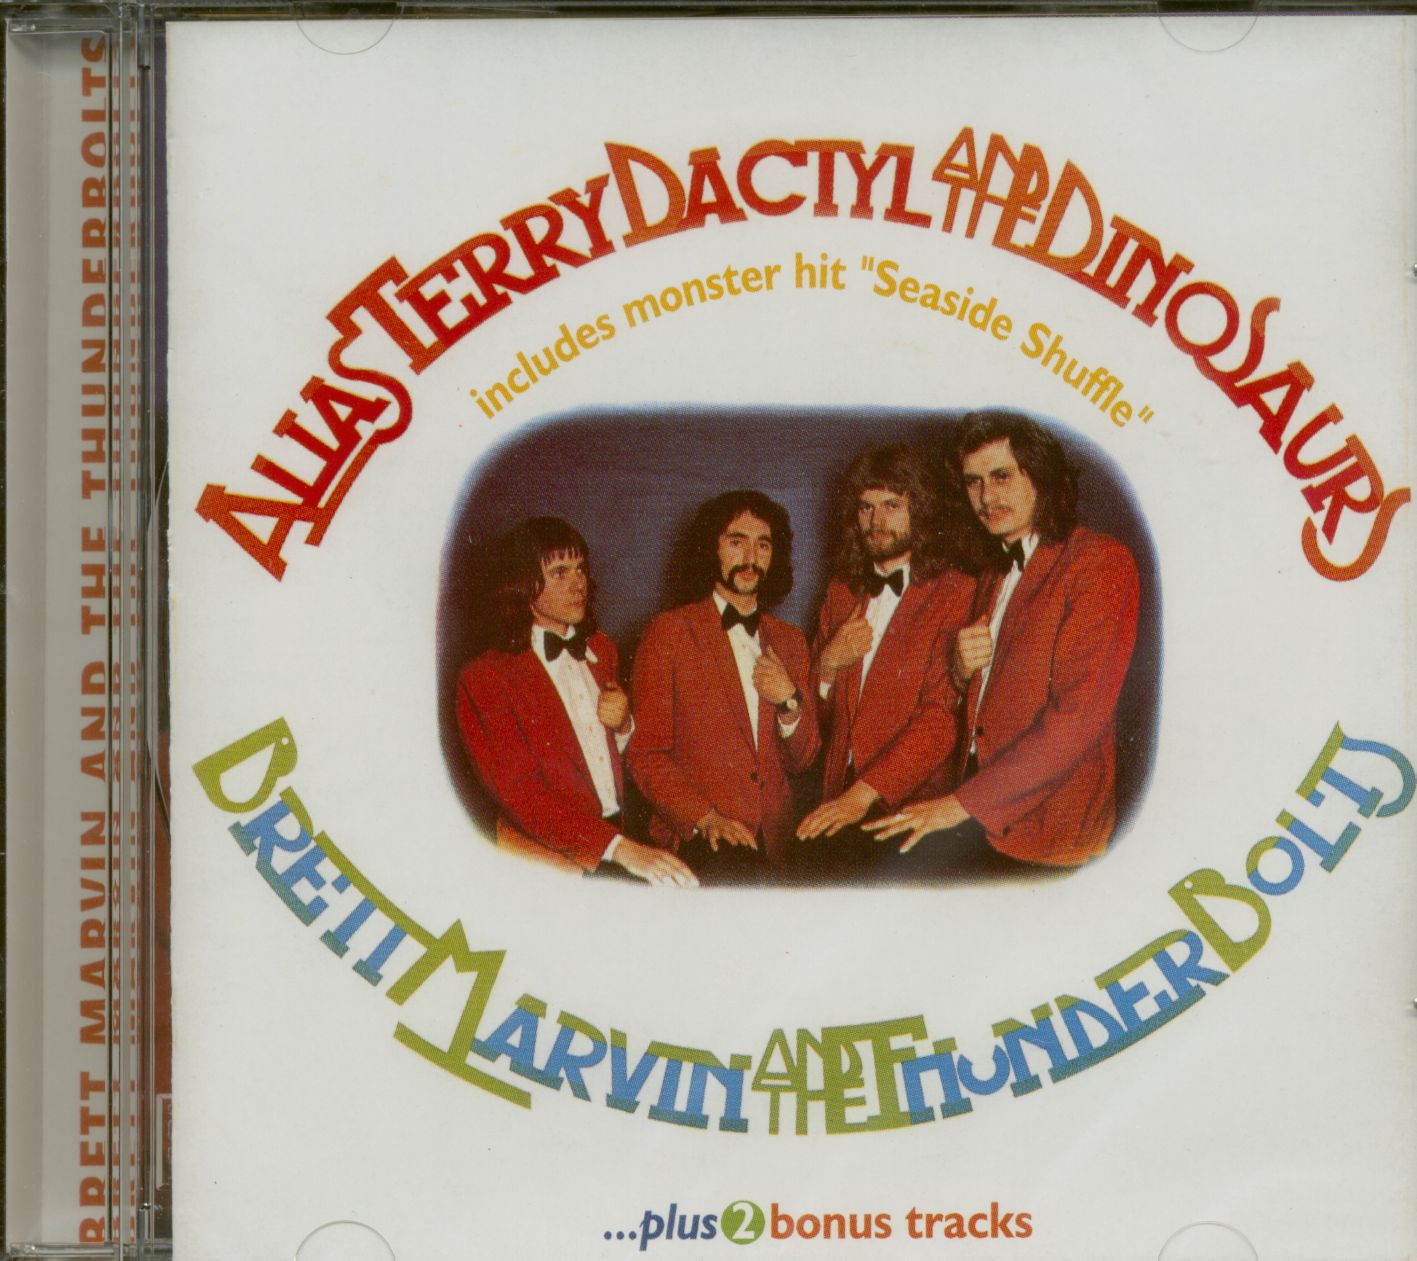 BRETT MARVIN AND THE THUNDERBOLTS
ALIAS TERRY DACTYL AND THE DINOSAURS
includes monster hit "Seaside Shuffle"
BRETT MARVIN AND THE THUNDERBOLTS
...plus 2 bonus tracks